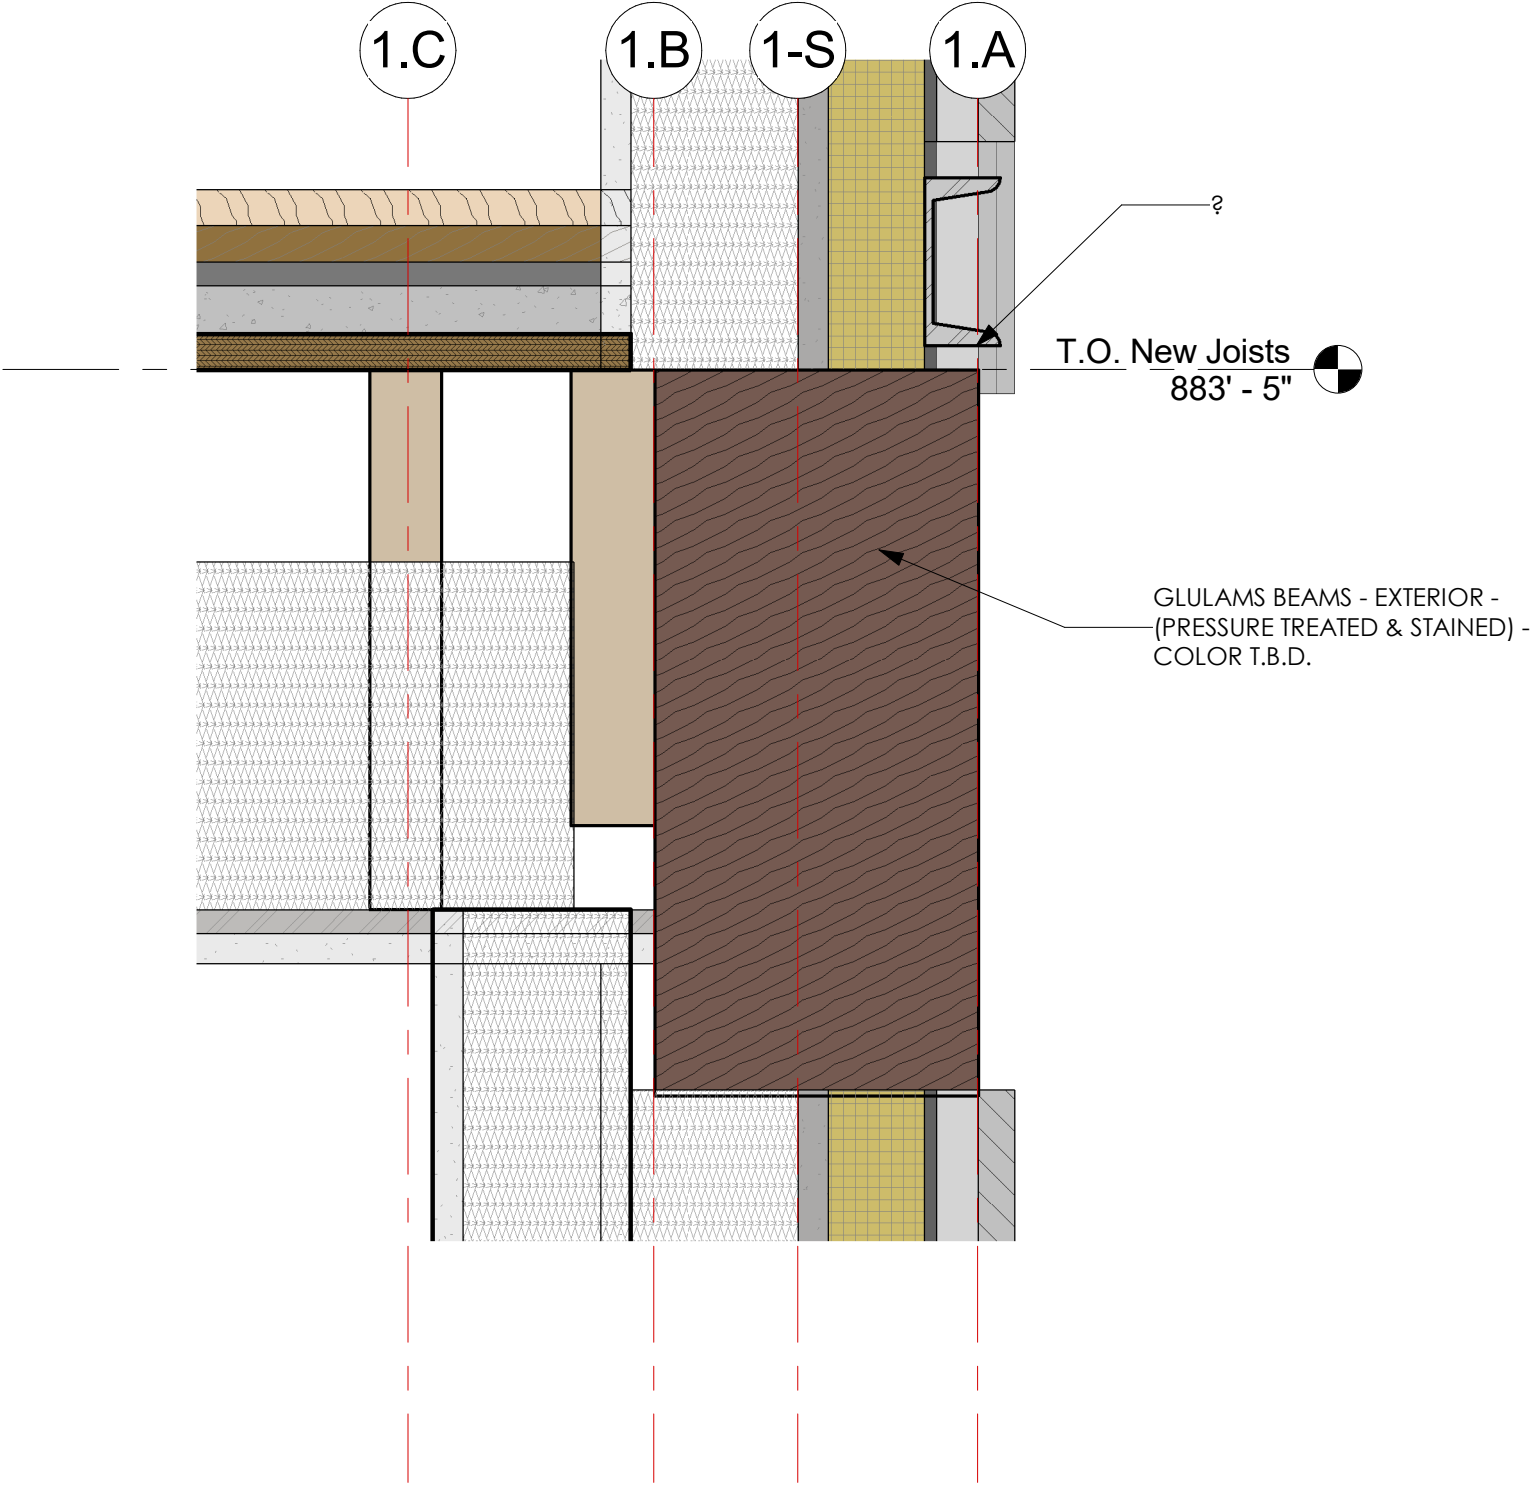 1.C
1.B
1-S
1.A
?
T.O. New Joists
883' - 5"
GLULAMS BEAMS - EXTERIOR -
(PRESSURE TREATED & STAINED) -
COLOR T.B.D.